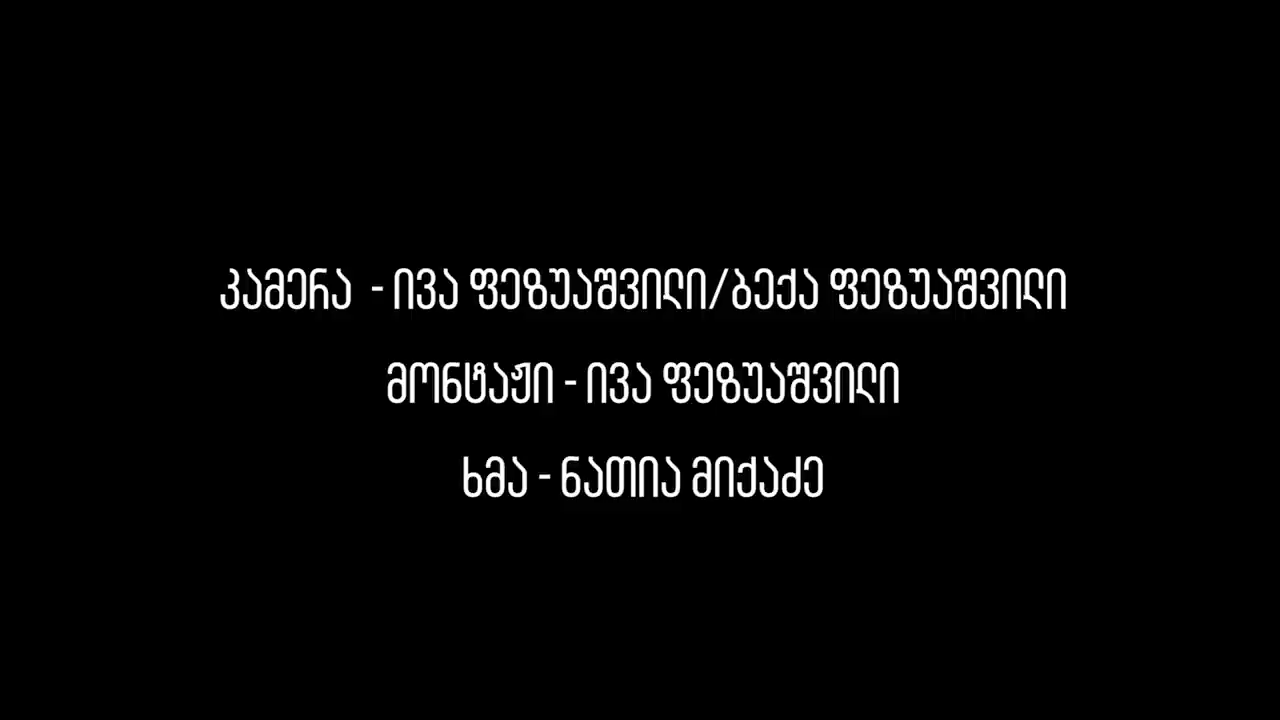 კამერა - ივა ფეზუაშვილი/ბექა ფეზუაშვილი
მონტაჟი - ივა ფეზუაშვილი
ხმა - ნათია მიქაძე